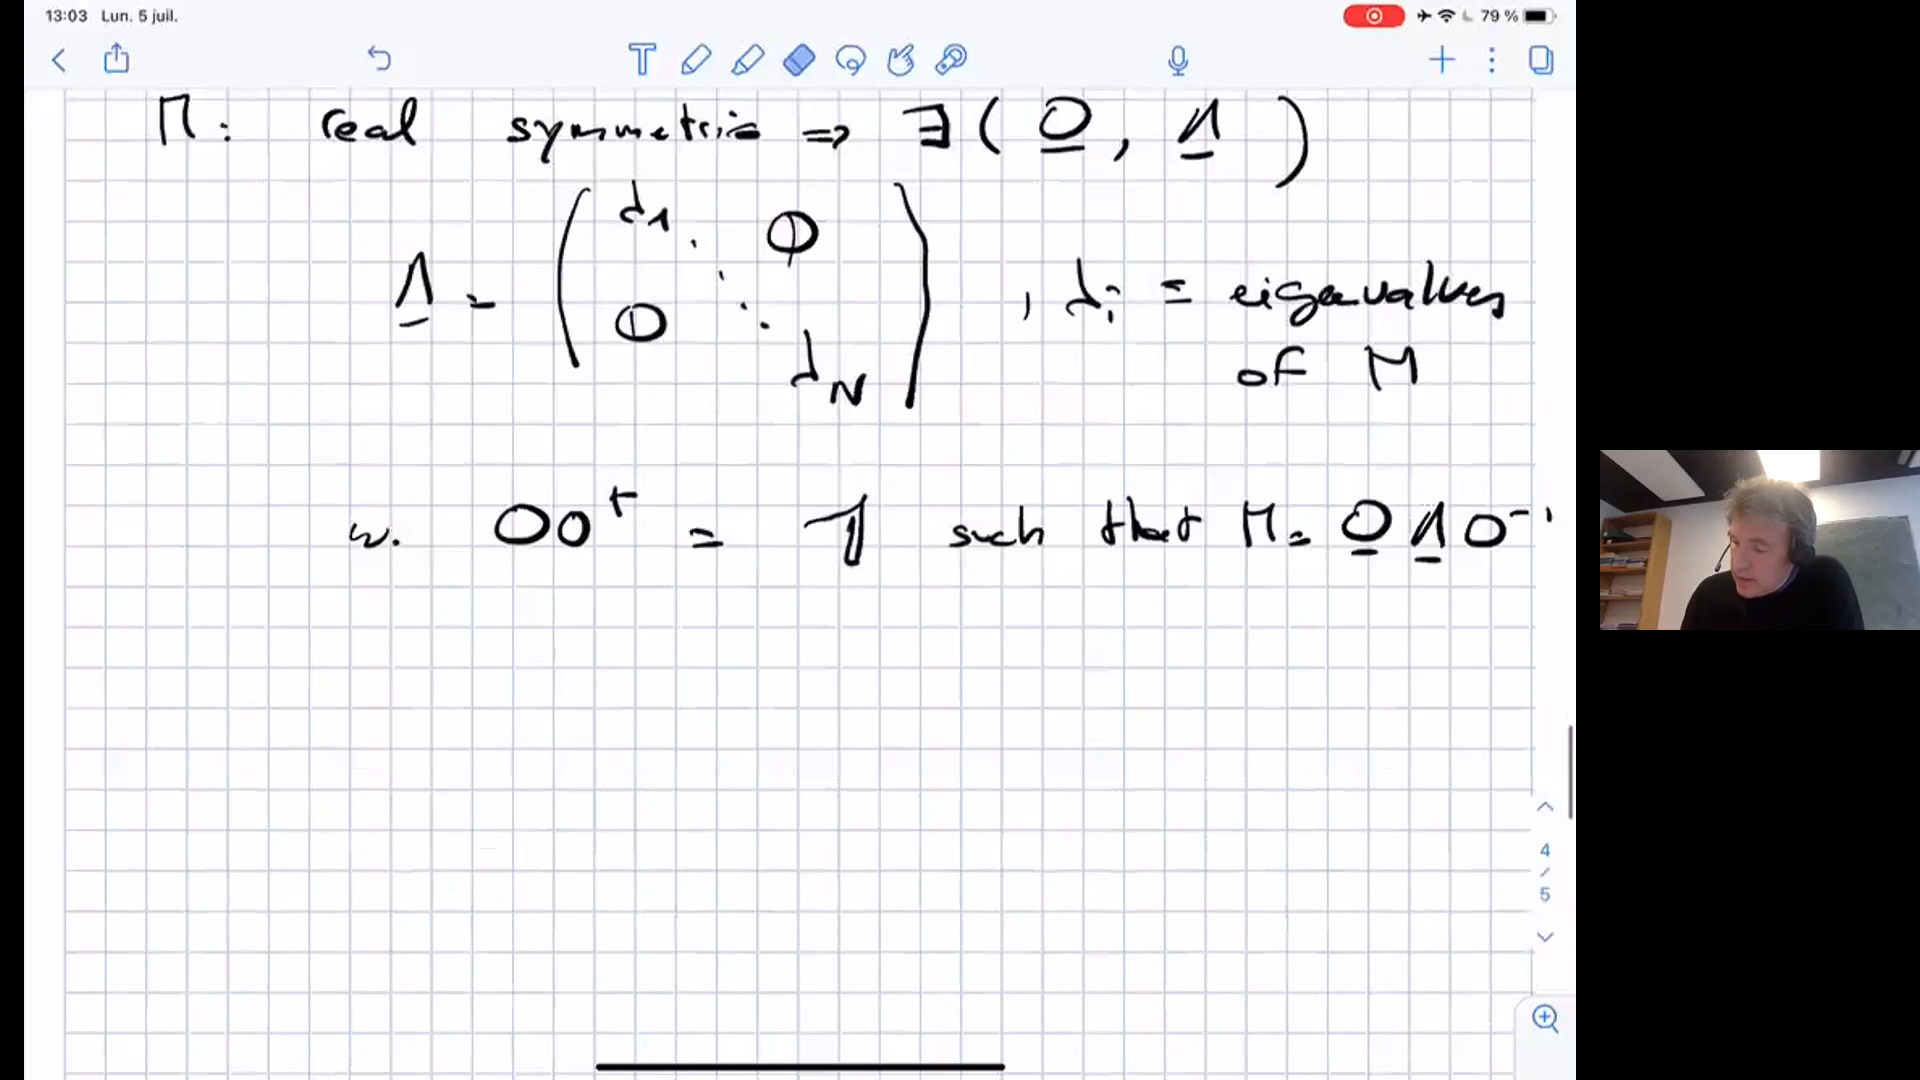 13:03 Lun. 5 juil. 79 %
T
M: real symmetric ⇒ ∃ ( O , Λ )
Λ = ( λ1 ⋱ 0 0 λN ) , λi = eigenvalues
of M
w. OO^t = 1 such that M = O Λ O^-1
4
5